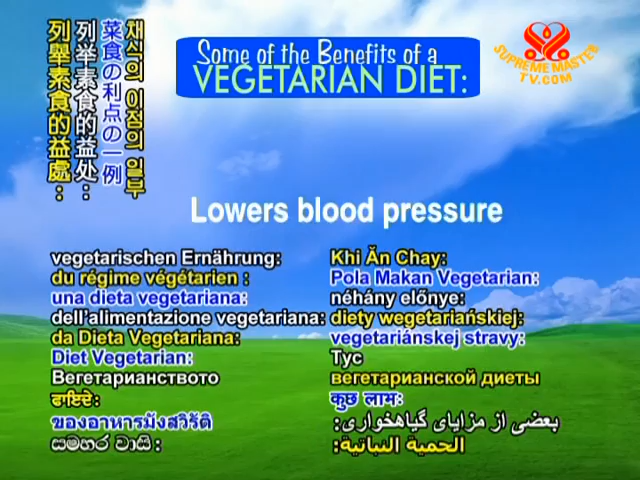 Some of the Benefits of a
VEGETARIAN DIET:
SUPREME MASTER
TV.COM
채식의 이점의 일부
菜食の利点の一例
列举素食的益处:
列舉素食的益處:
Lowers blood pressure
vegetarischen Ernährung:
du régime végétarien :
una dieta vegetariana:
dell'alimentazione vegetariana:
da Dieta Vegetariana:
Diet Vegetarian:
Вегетарианството
ਫਾਇਦੇ:
ของอาหารมังสวิรัติ
සමහර වාසි:
Khi Ăn Chay:
Pola Makan Vegetarian:
néhány előnye:
diety wegetariańskiej:
vegetariánskej stravy:
Тус
вегетарианской диеты
कुछ लाभ:
بعضی از مزایای گیاهخواری:
الحمية النباتية: